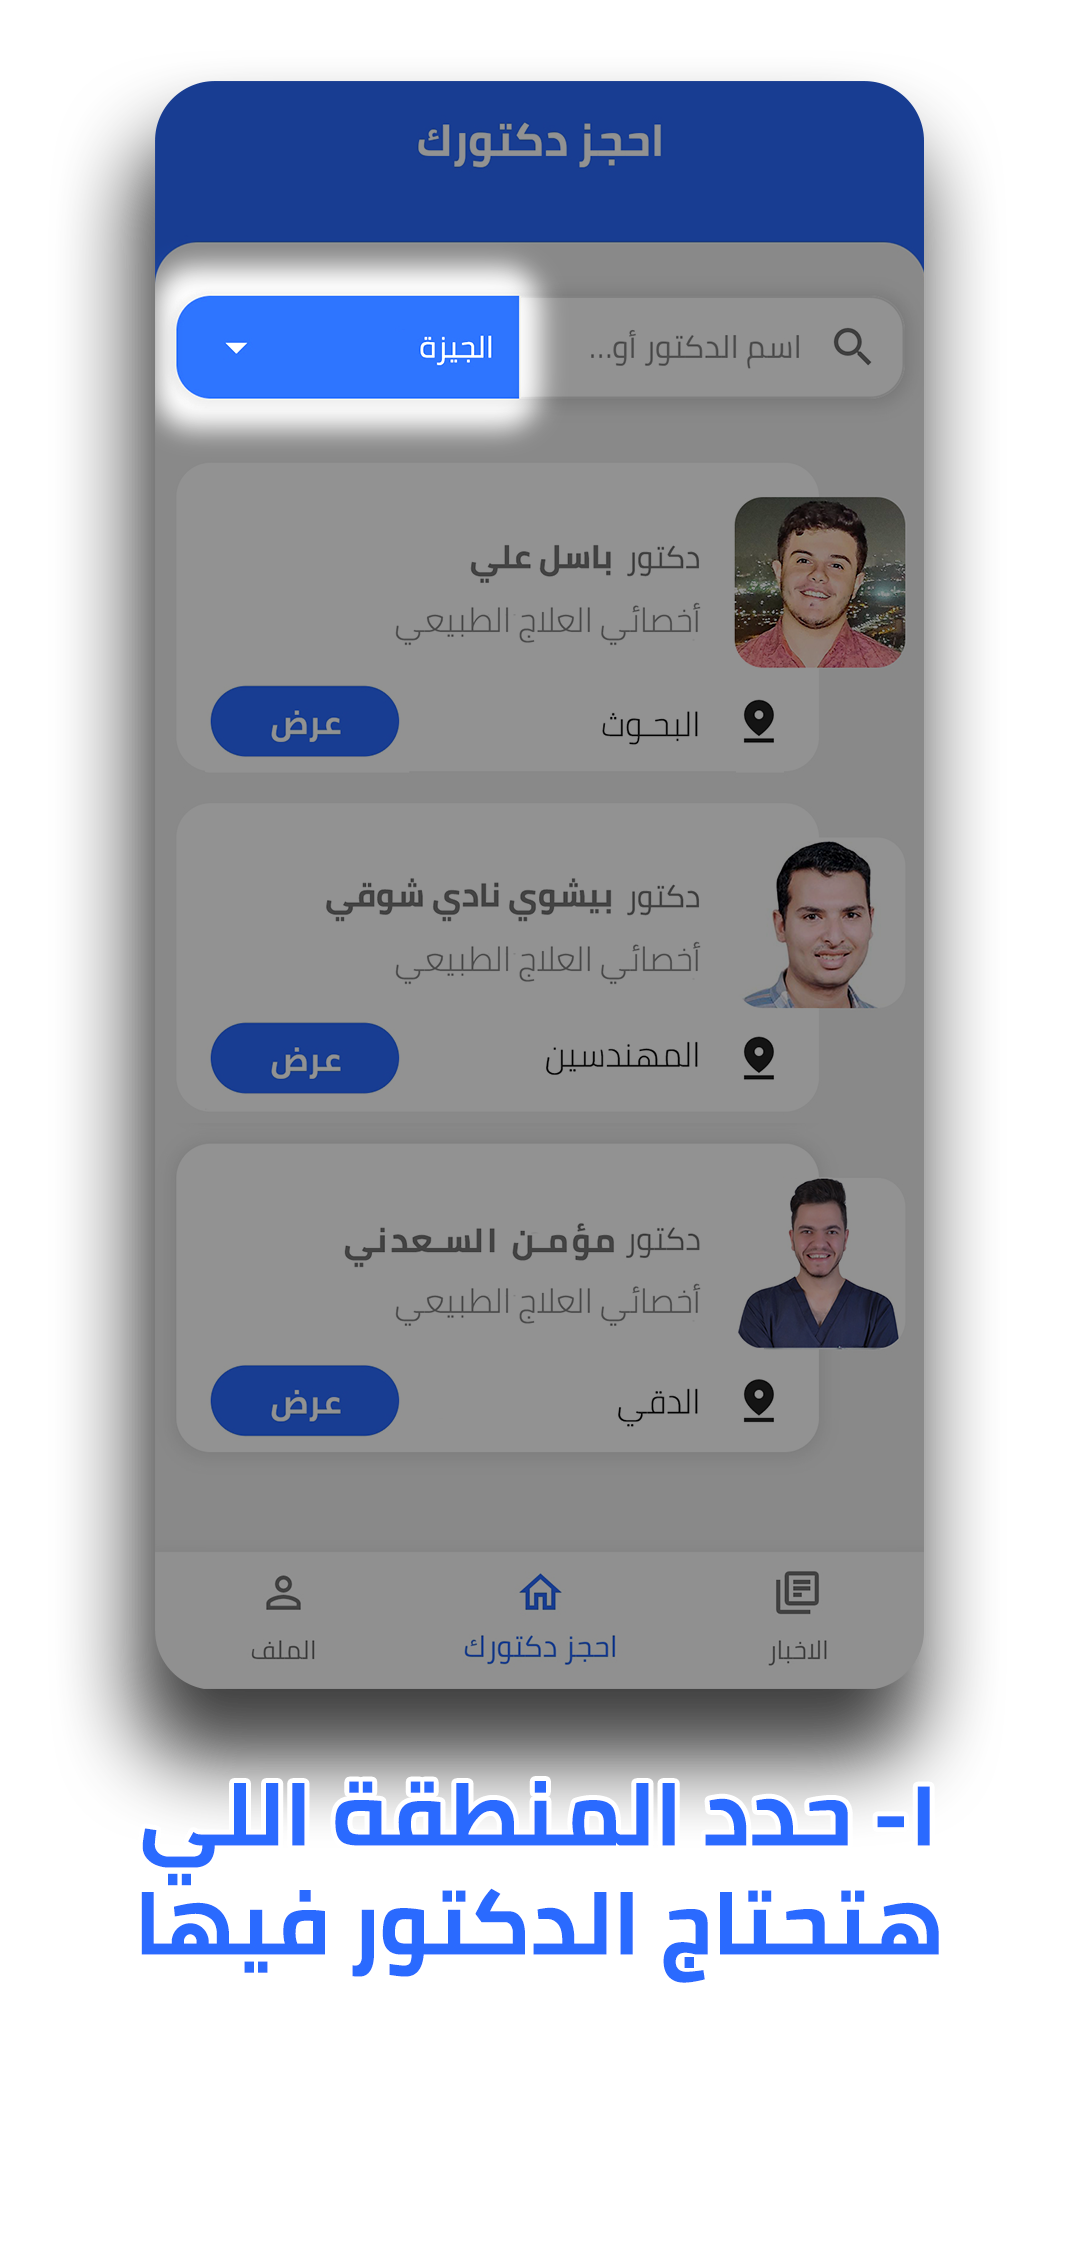 احجز دكتورك
اسم الدكتور أو...
الجيزة
دكتور باسل علي
أخصائي العلاج الطبيعي
البحـوث
عرض
دكتور بيشوي نادي شوقي
أخصائي العلاج الطبيعي
المهندسين
عرض
دكتور مؤمـن السـعدني
أخصائي العلاج الطبيعي
الدقي
عرض
الاخبار
احجز دكتورك
الملف
١- حدد المنطقة اللي
هتحتاج الدكتور فيها